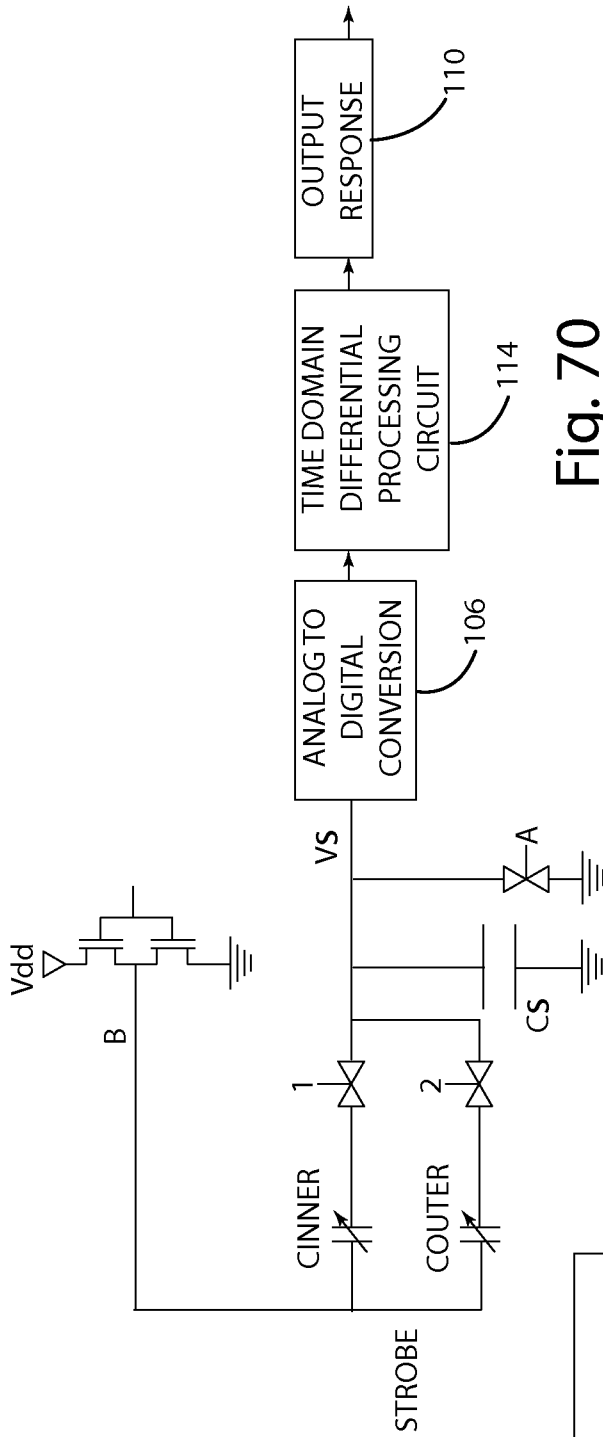 Vdd
B
STROBE
CINNER
1
COUTER
2
VS
CS
A
ANALOG TO
DIGITAL
CONVERSION
106
TIME DOMAIN
DIFFERENTIAL
PROCESSING
CIRCUIT
114
OUTPUT
RESPONSE
110
Fig. 70